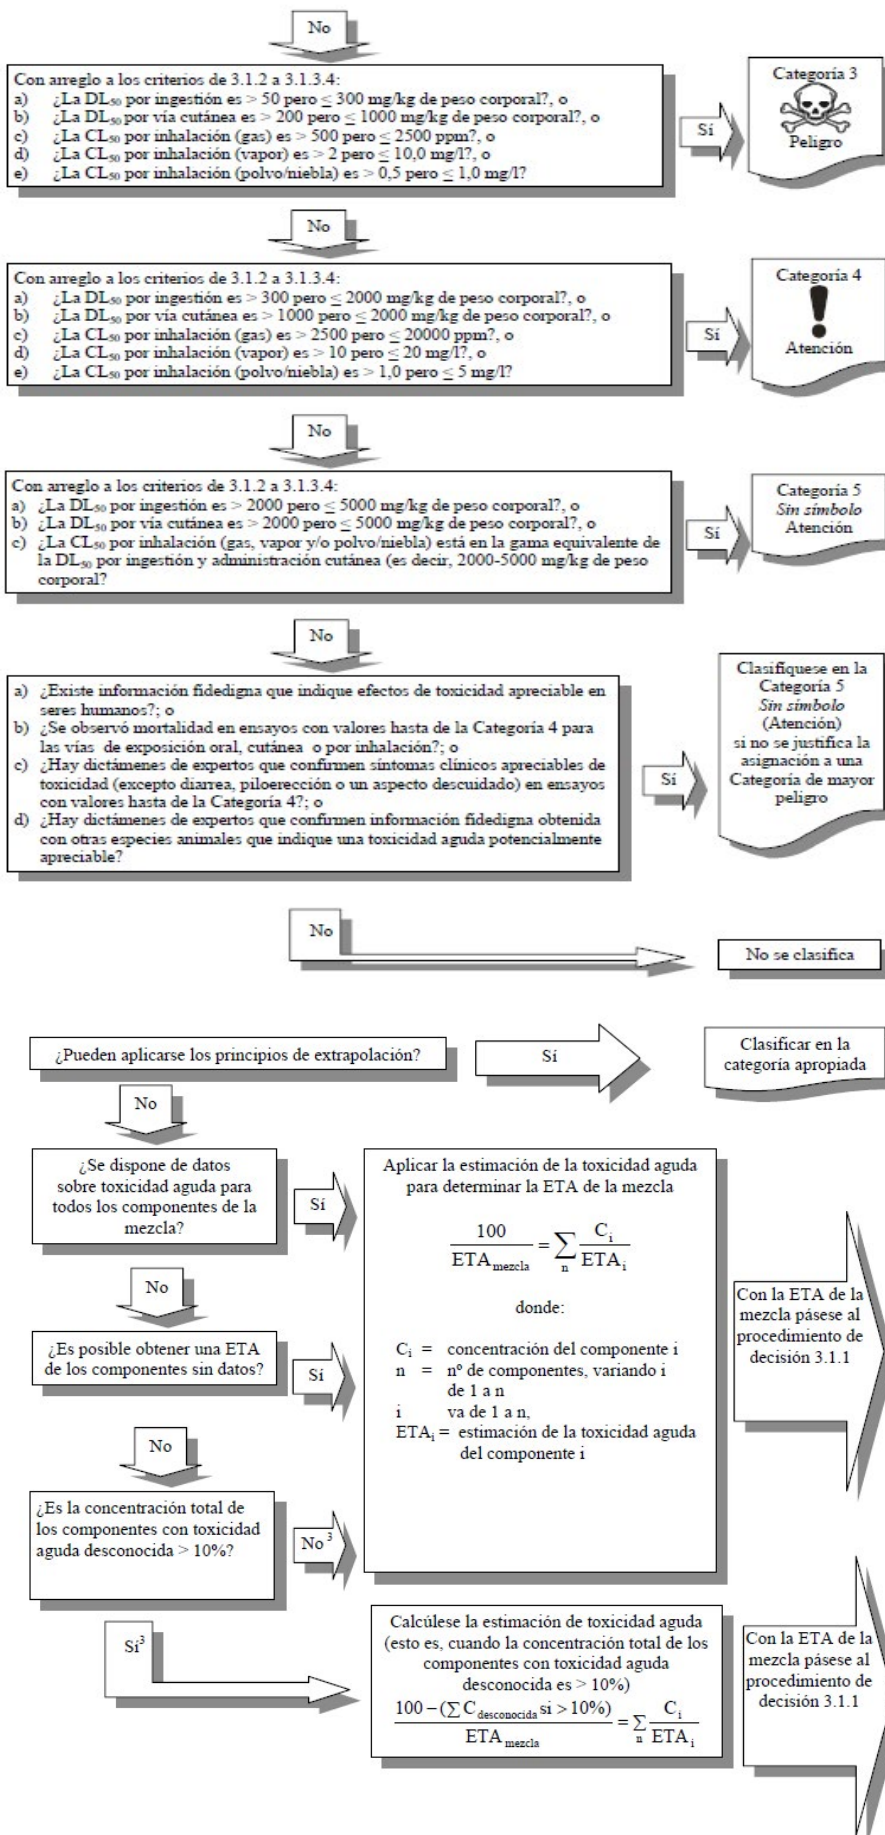 No
Con arreglo a los criterios de 3.1.2 a 3.1.3.4:
a) ¿La DL₅₀ por ingestión es > 50 pero ≤ 300 mg/kg de peso corporal?, o
b) ¿La DL₅₀ por vía cutánea es > 200 pero ≤ 1000 mg/kg de peso corporal?, o
c) ¿La CL₅₀ por inhalación (gas) es > 500 pero ≤ 2500 ppm?, o
d) ¿La CL₅₀ por inhalación (vapor) es > 2 pero ≤ 10,0 mg/l?, o
e) ¿La CL₅₀ por inhalación (polvo/niebla) es > 0,5 pero ≤ 1,0 mg/l?
Sí
Categoría 3
Peligro
No
Con arreglo a los criterios de 3.1.2 a 3.1.3.4:
a) ¿La DL₅₀ por ingestión es > 300 pero ≤ 2000 mg/kg de peso corporal?, o
b) ¿La DL₅₀ por vía cutánea es > 1000 pero ≤ 2000 mg/kg de peso corporal?, o
c) ¿La CL₅₀ por inhalación (gas) es > 2500 pero ≤ 20000 ppm?, o
d) ¿La CL₅₀ por inhalación (vapor) es > 10 pero ≤ 20 mg/l?, o
e) ¿La CL₅₀ por inhalación (polvo/niebla) es > 1,0 pero ≤ 5 mg/l?
Sí
Categoría 4
!
Atención
No
Con arreglo a los criterios de 3.1.2 a 3.1.3.4:
a) ¿La DL₅₀ por ingestión es > 2000 pero ≤ 5000 mg/kg de peso corporal?, o
b) ¿La DL₅₀ por vía cutánea es > 2000 pero ≤ 5000 mg/kg de peso corporal?, o
c) ¿La CL₅₀ por inhalación (gas, vapor y/o polvo/niebla) está en la gama equivalente de
la DL₅₀ por ingestión y administración cutánea (es decir, 2000-5000 mg/kg de peso
corporal?
Sí
Categoría 5
Sin símbolo
Atención
No
a) ¿Existe información fidedigna que indique efectos de toxicidad apreciable en
seres humanos?; o
b) ¿Se observó mortalidad en ensayos con valores hasta de la Categoría 4 para
las vías de exposición oral, cutánea o por inhalación?; o
c) ¿Hay dictámenes de expertos que confirmen síntomas clínicos apreciables de
toxicidad (excepto diarrea, piloerección o un aspecto descuidado) en ensayos
con valores hasta de la Categoría 4?; o
d) ¿Hay dictámenes de expertos que confirmen información fidedigna obtenida
con otras especies animales que indique una toxicidad aguda potencialmente
apreciable?
Sí
Clasifíquese en la
Categoría 5
Sin símbolo
(Atención)
si no se justifica la
asignación a una
Categoría de mayor
peligro
No
No se clasifica
¿Pueden aplicarse los principios de extrapolación?
Sí
Clasificar en la
categoría apropiada
No
¿Se dispone de datos
sobre toxicidad aguda para
todos los componentes de la
mezcla?
Sí
No
¿Es posible obtener una ETA
de los componentes sin datos?
Sí
No
¿Es la concentración total de
los componentes con toxicidad
aguda desconocida > 10%?
No³
Aplicar la estimación de la toxicidad aguda
para determinar la ETA de la mezcla
100 / ETA mezcla = ∑ n C i / ETA i
donde:
C i = concentración del componente i
n = nº de componentes, variando i
de 1 a n
i va de 1 a n,
ETA i = estimación de la toxicidad aguda
del componente i
Con la ETA de la
mezcla pásese al
procedimiento de
decisión 3.1.1
Sí³
Calcúlese la estimación de toxicidad aguda
(esto es, cuando la concentración total de los
componentes con toxicidad aguda
desconocida es > 10%)
100 − (∑ C desconocida si > 10%) / ETA mezcla = ∑ n C i / ETA i
Con la ETA de la
mezcla pásese al
procedimiento de
decisión 3.1.1